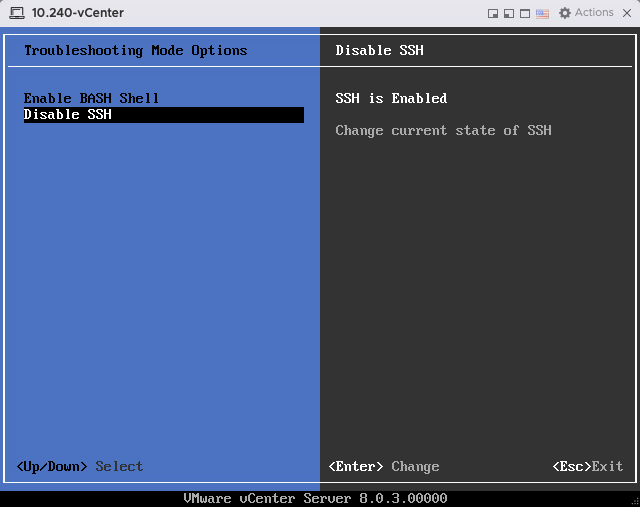 10.240-vCenter Actions
Troubleshooting Mode Options
Disable SSH
Enable BASH Shell
Disable SSH
SSH is Enabled
Change current state of SSH
<Up/Down> Select
<Enter> Change
<Esc>Exit
VMware vCenter Server 8.0.3.00000